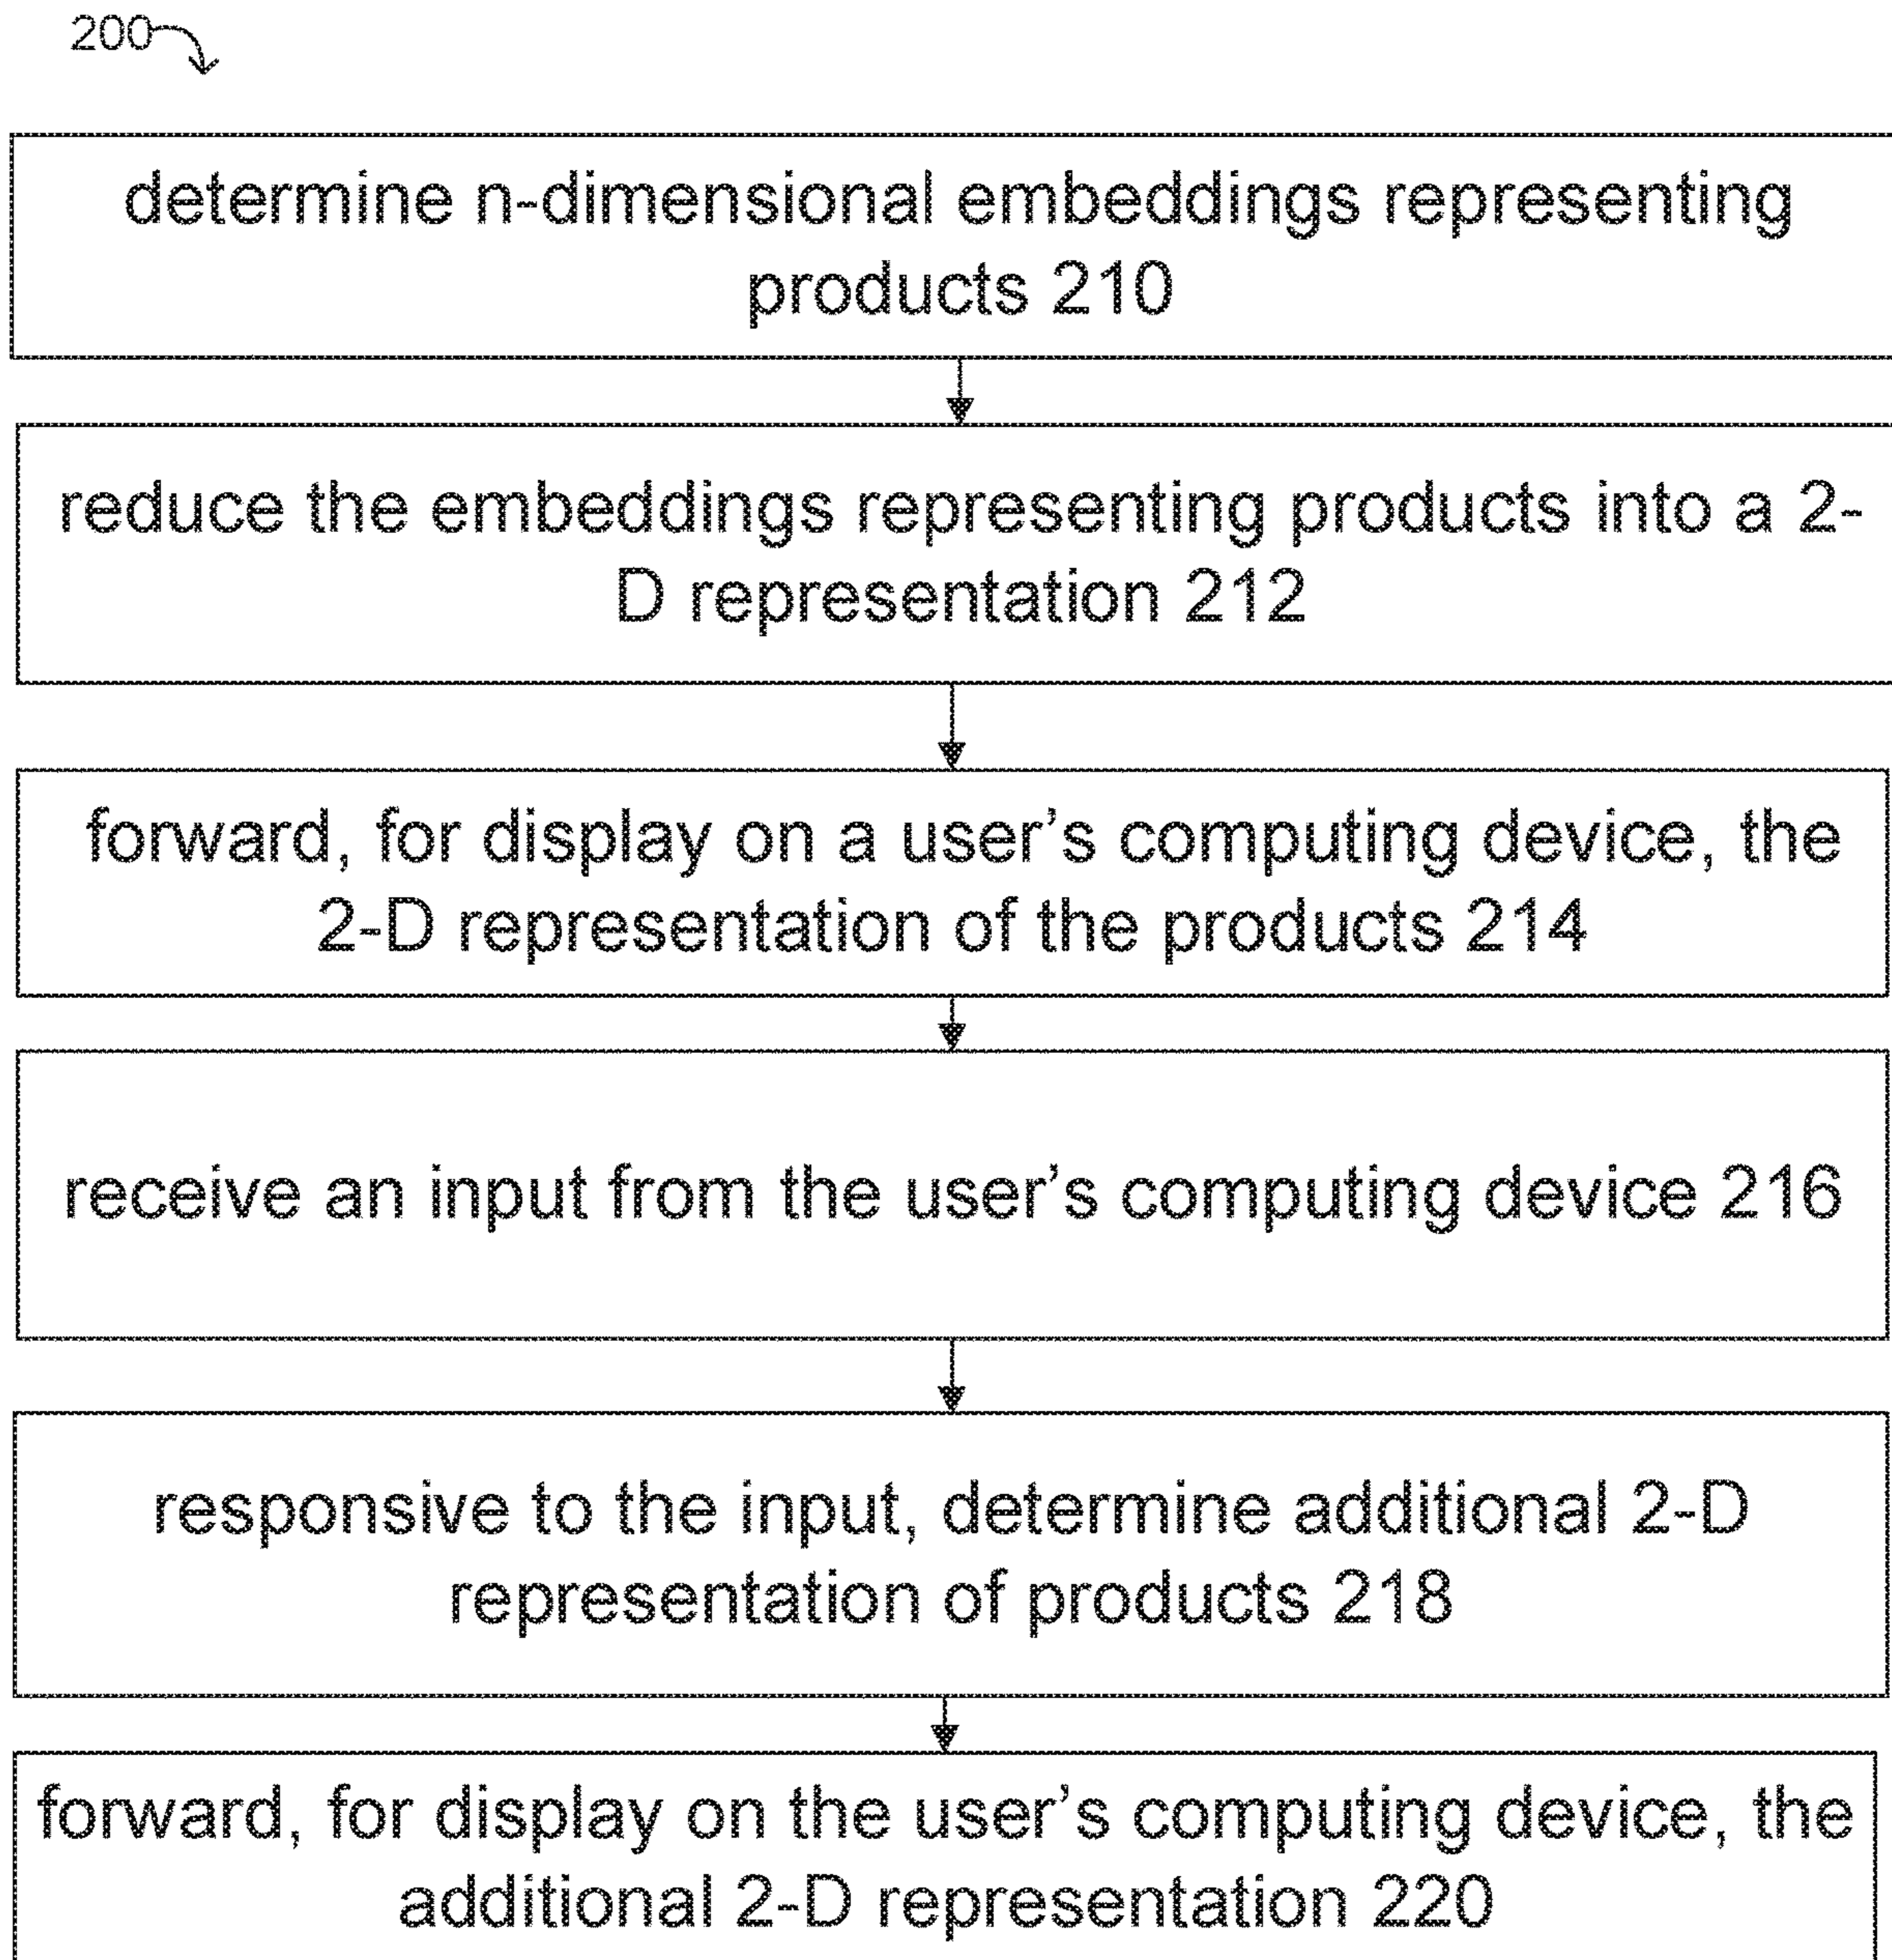 200
determine n-dimensional embeddings representing
products 210
reduce the embeddings representing products into a 2-
D representation 212
forward, for display on a user’s computing device, the
2-D representation of the products 214
receive an input from the user’s computing device 216
responsive to the input, determine additional 2-D
representation of products 218
forward, for display on the user’s computing device, the
additional 2-D representation 220